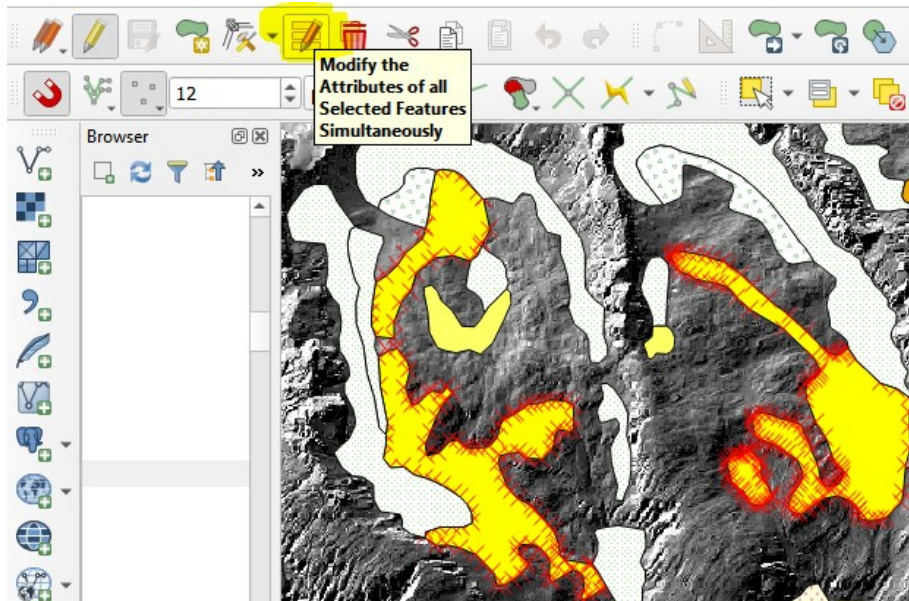 12
Modify the
Attributes of all
Selected Features
Simultaneously
Browser
»